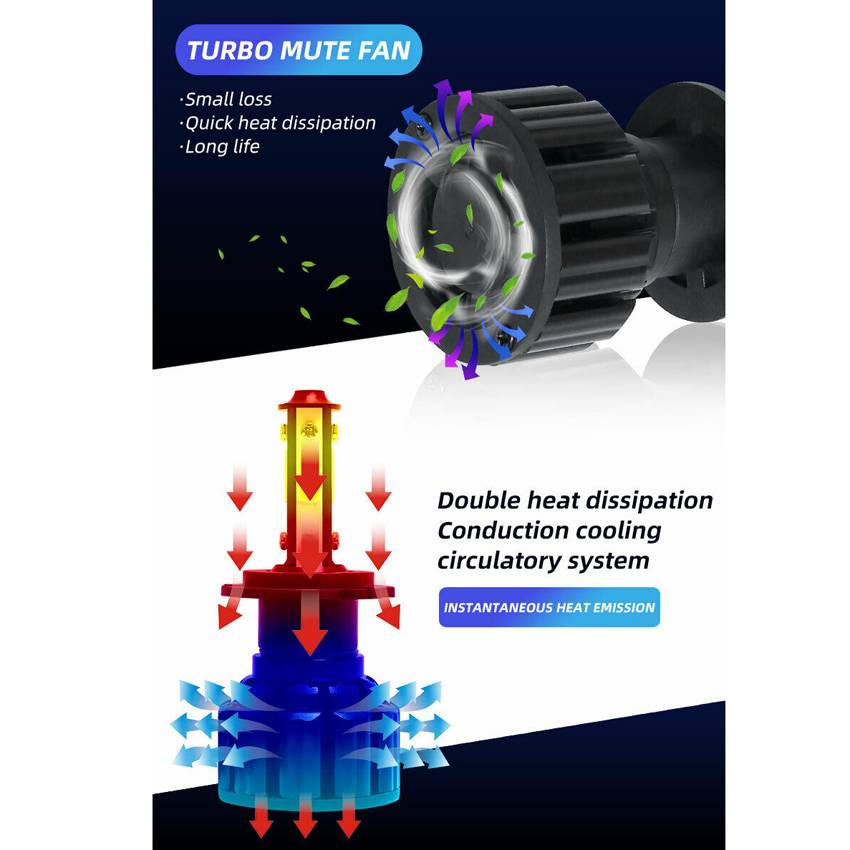 TURBO MUTE FAN
·Small loss
·Quick heat dissipation
·Long life
Double heat dissipation
Conduction cooling
circulatory system
INSTANTANEOUS HEAT EMISSION